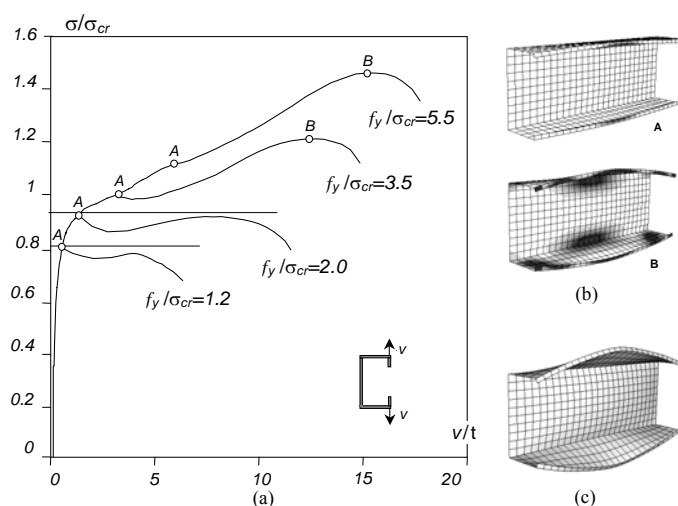 σ/σcr
1.6
1.4
1.2
1
0.8
0.6
0.4
0.2
0
A
A
A
A
B
B
fy/σcr=5.5
fy/σcr=3.5
fy/σcr=2.0
fy/σcr=1.2
v
v
v/t
0
5
10
15
20
(a)
A
B
(b)
(c)